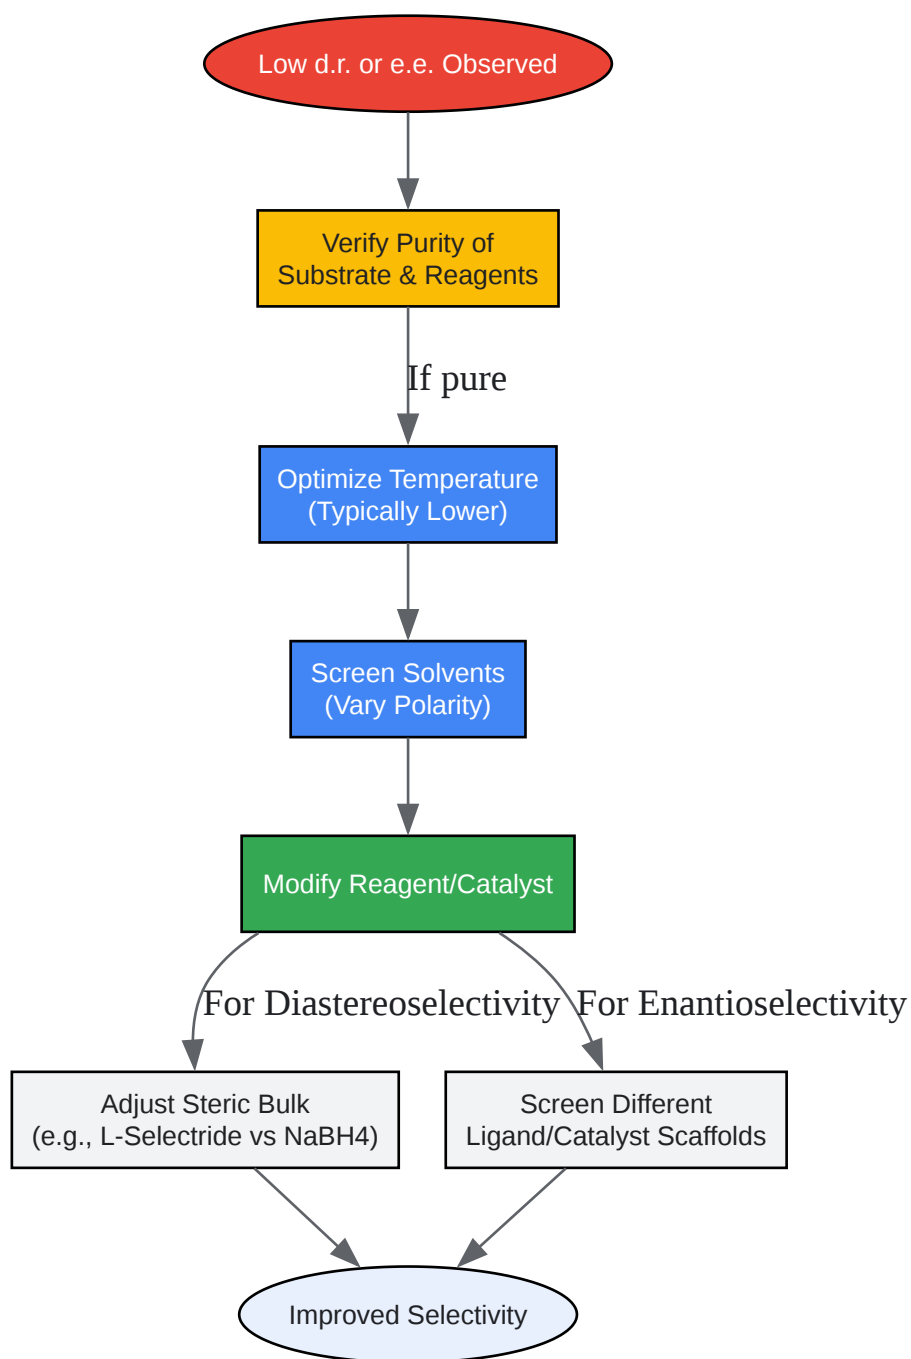 Low d.r. or e.e. Observed
Verify Purity of
Substrate & Reagents
If pure
Optimize Temperature
(Typically Lower)
Screen Solvents
(Vary Polarity)
Modify Reagent/Catalyst
For Diastereoselectivity
For Enantioselectivity
Adjust Steric Bulk
(e.g., L-Selectride vs NaBH4)
Screen Different
Ligand/Catalyst Scaffolds
Improved Selectivity